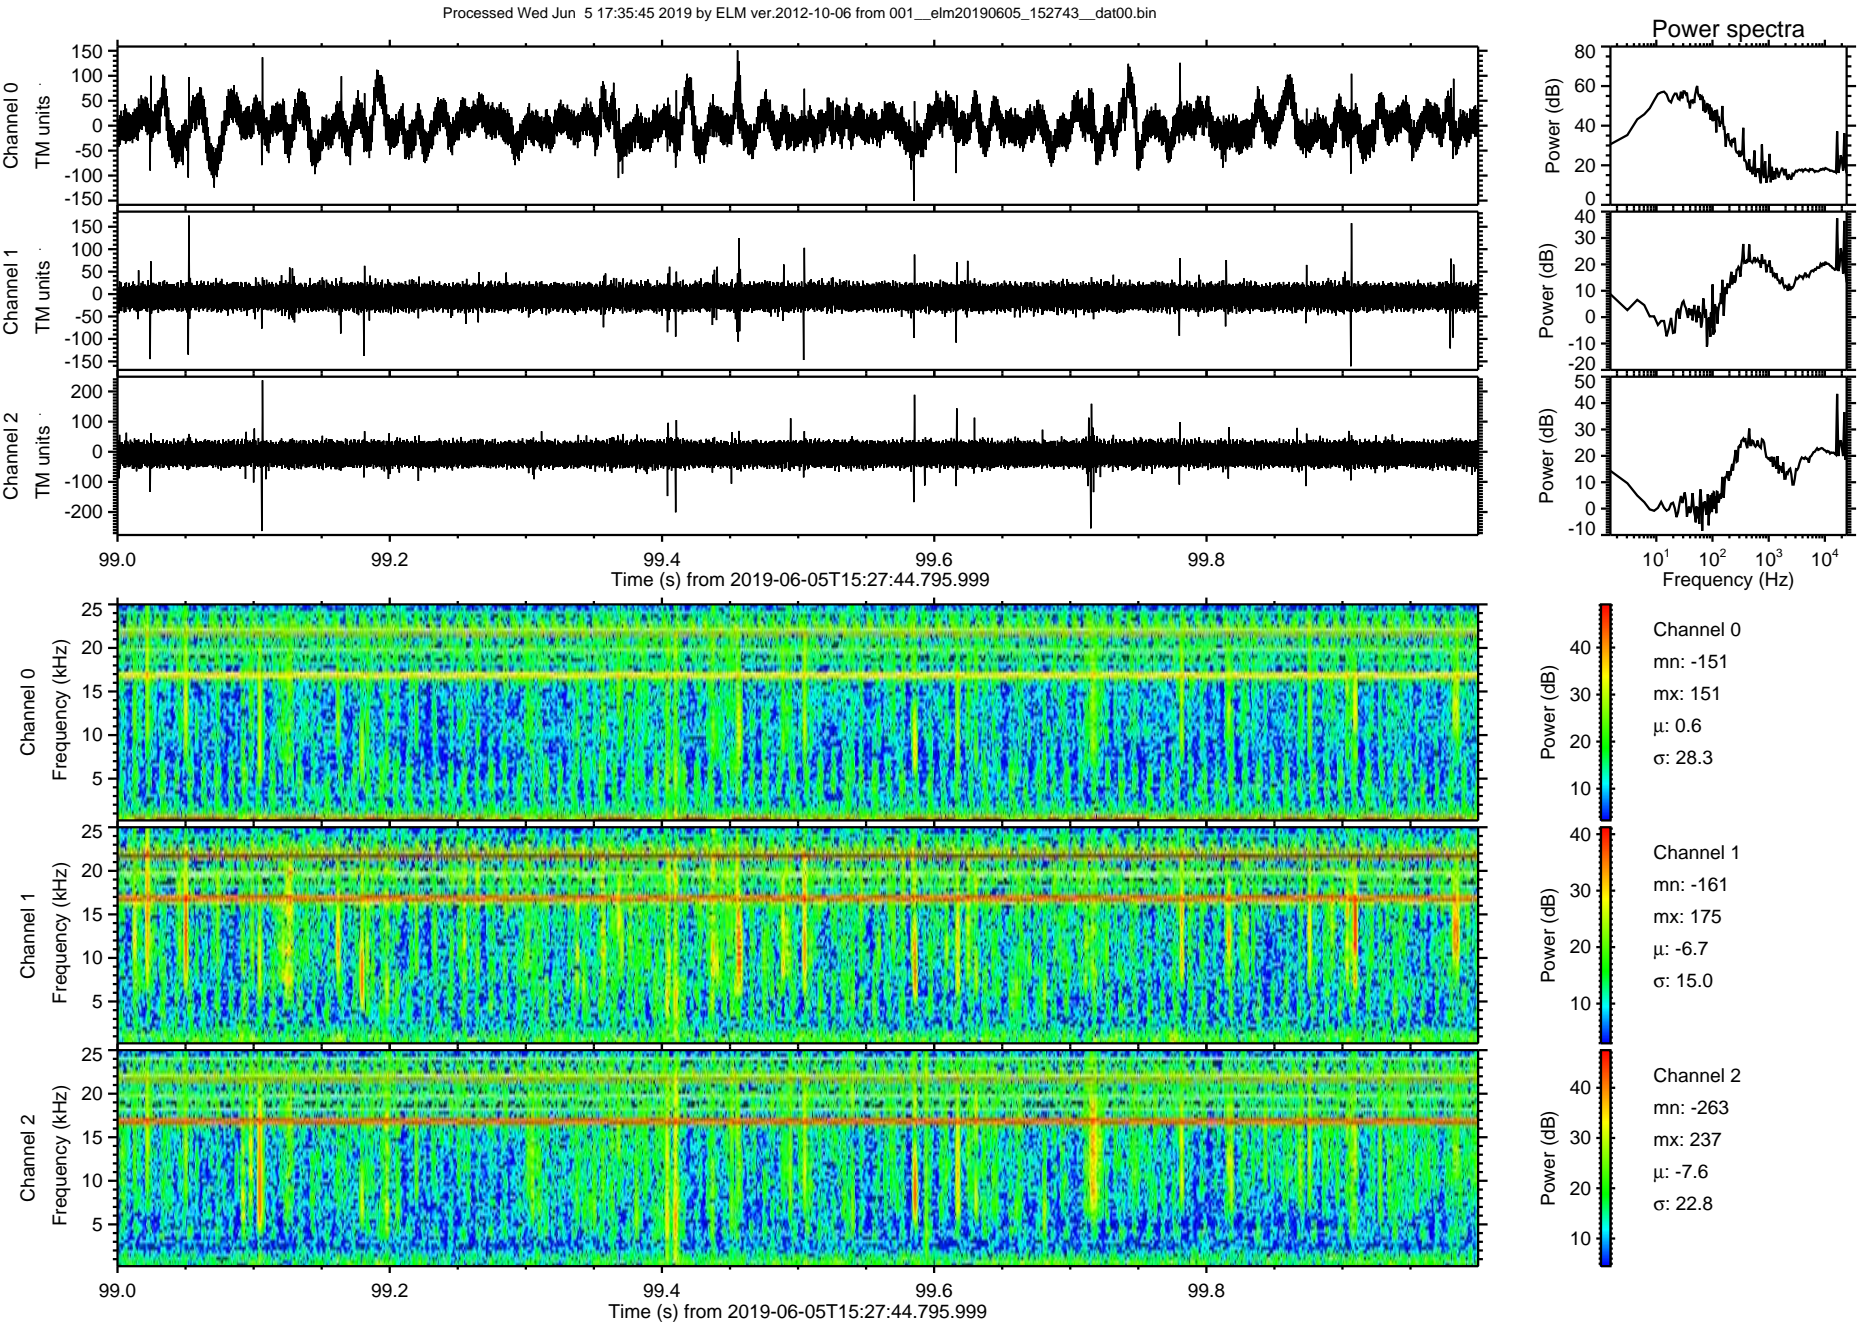 Processed Wed Jun  5 17:35:45 2019 by ELM ver.2012-10-06 from 001__elm20190605_152743__dat00.bin
Power spectra
Channel 0
TM units
150
100
50
0
-50
-100
-150
Power (dB)
80
60
40
20
0
Channel 1
TM units
150
100
50
0
-50
-100
-150
Power (dB)
40
30
20
10
0
-10
-20
Channel 2
TM units
200
100
0
-100
-200
Power (dB)
50
40
30
20
10
0
-10
99.0 99.2 99.4 99.6 99.8
Time (s) from 2019-06-05T15:27:44.795.999
10¹ 10² 10³ 10⁴
Frequency (Hz)
Channel 0
Frequency (kHz)
25
20
15
10
5
Power (dB)
40
30
20
10
Channel 0
mn: -151
mx: 151
µ: 0.6
σ: 28.3
Channel 1
Frequency (kHz)
25
20
15
10
5
Power (dB)
40
30
20
10
Channel 1
mn: -161
mx: 175
µ: -6.7
σ: 15.0
Channel 2
Frequency (kHz)
25
20
15
10
5
Power (dB)
40
30
20
10
Channel 2
mn: -263
mx: 237
µ: -7.6
σ: 22.8
99.0 99.2 99.4 99.6 99.8
Time (s) from 2019-06-05T15:27:44.795.999